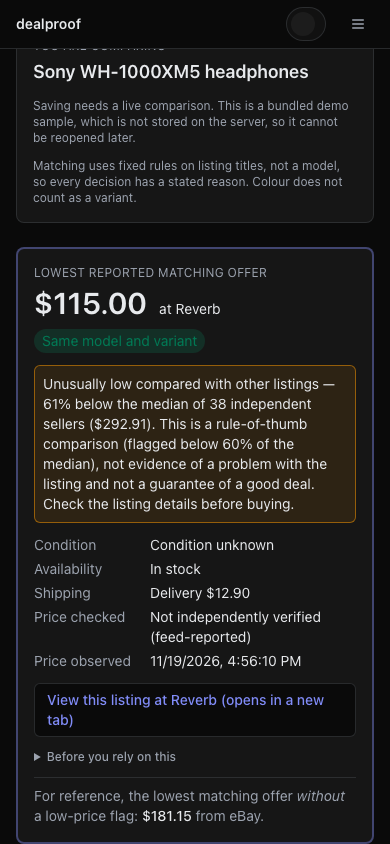 dealproof
YOU ARE COMPARING
Sony WH-1000XM5 headphones
Saving needs a live comparison. This is a bundled demo
sample, which is not stored on the server, so it cannot
be reopened later.
Matching uses fixed rules on listing titles, not a model,
so every decision has a stated reason. Colour does not
count as a variant.
LOWEST REPORTED MATCHING OFFER
$115.00 at Reverb
Same model and variant
Unusually low compared with other listings —
61% below the median of 38 independent
sellers ($292.91). This is a rule-of-thumb
comparison (flagged below 60% of the
median), not evidence of a problem with the
listing and not a guarantee of a good deal.
Check the listing details before buying.
Condition Condition unknown
Availability In stock
Shipping Delivery $12.90
Price checked Not independently verified
(feed-reported)
Price observed 11/19/2026, 4:56:10 PM
View this listing at Reverb (opens in a new
tab)
Before you rely on this
For reference, the lowest matching offer without
a low-price flag: $181.15 from eBay.